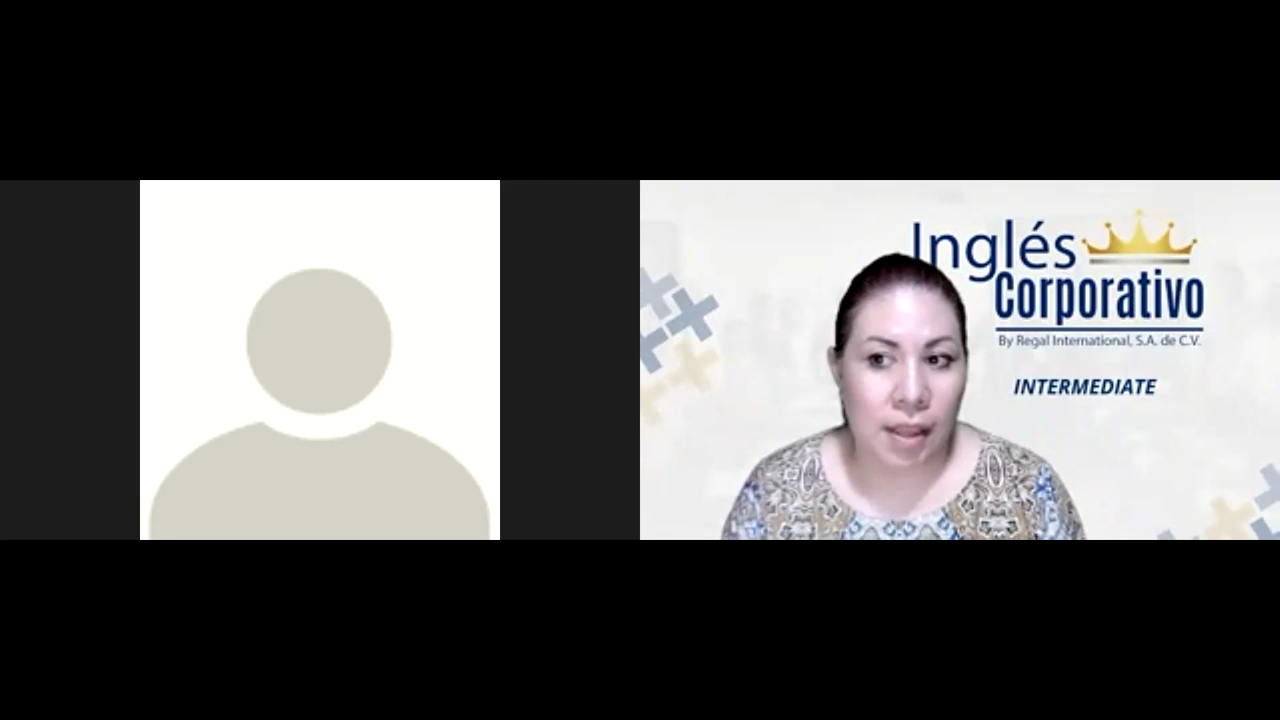 Inglés
Corporativo
By Regal International, S.A. de C.V.
INTERMEDIATE